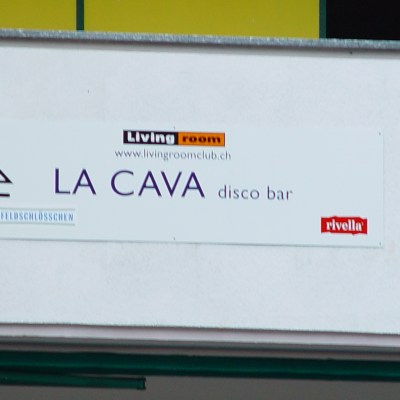 Living room
www.livingroomclub.ch
LA CAVA disco bar
FELDSCHLÖSSCHEN
rivella